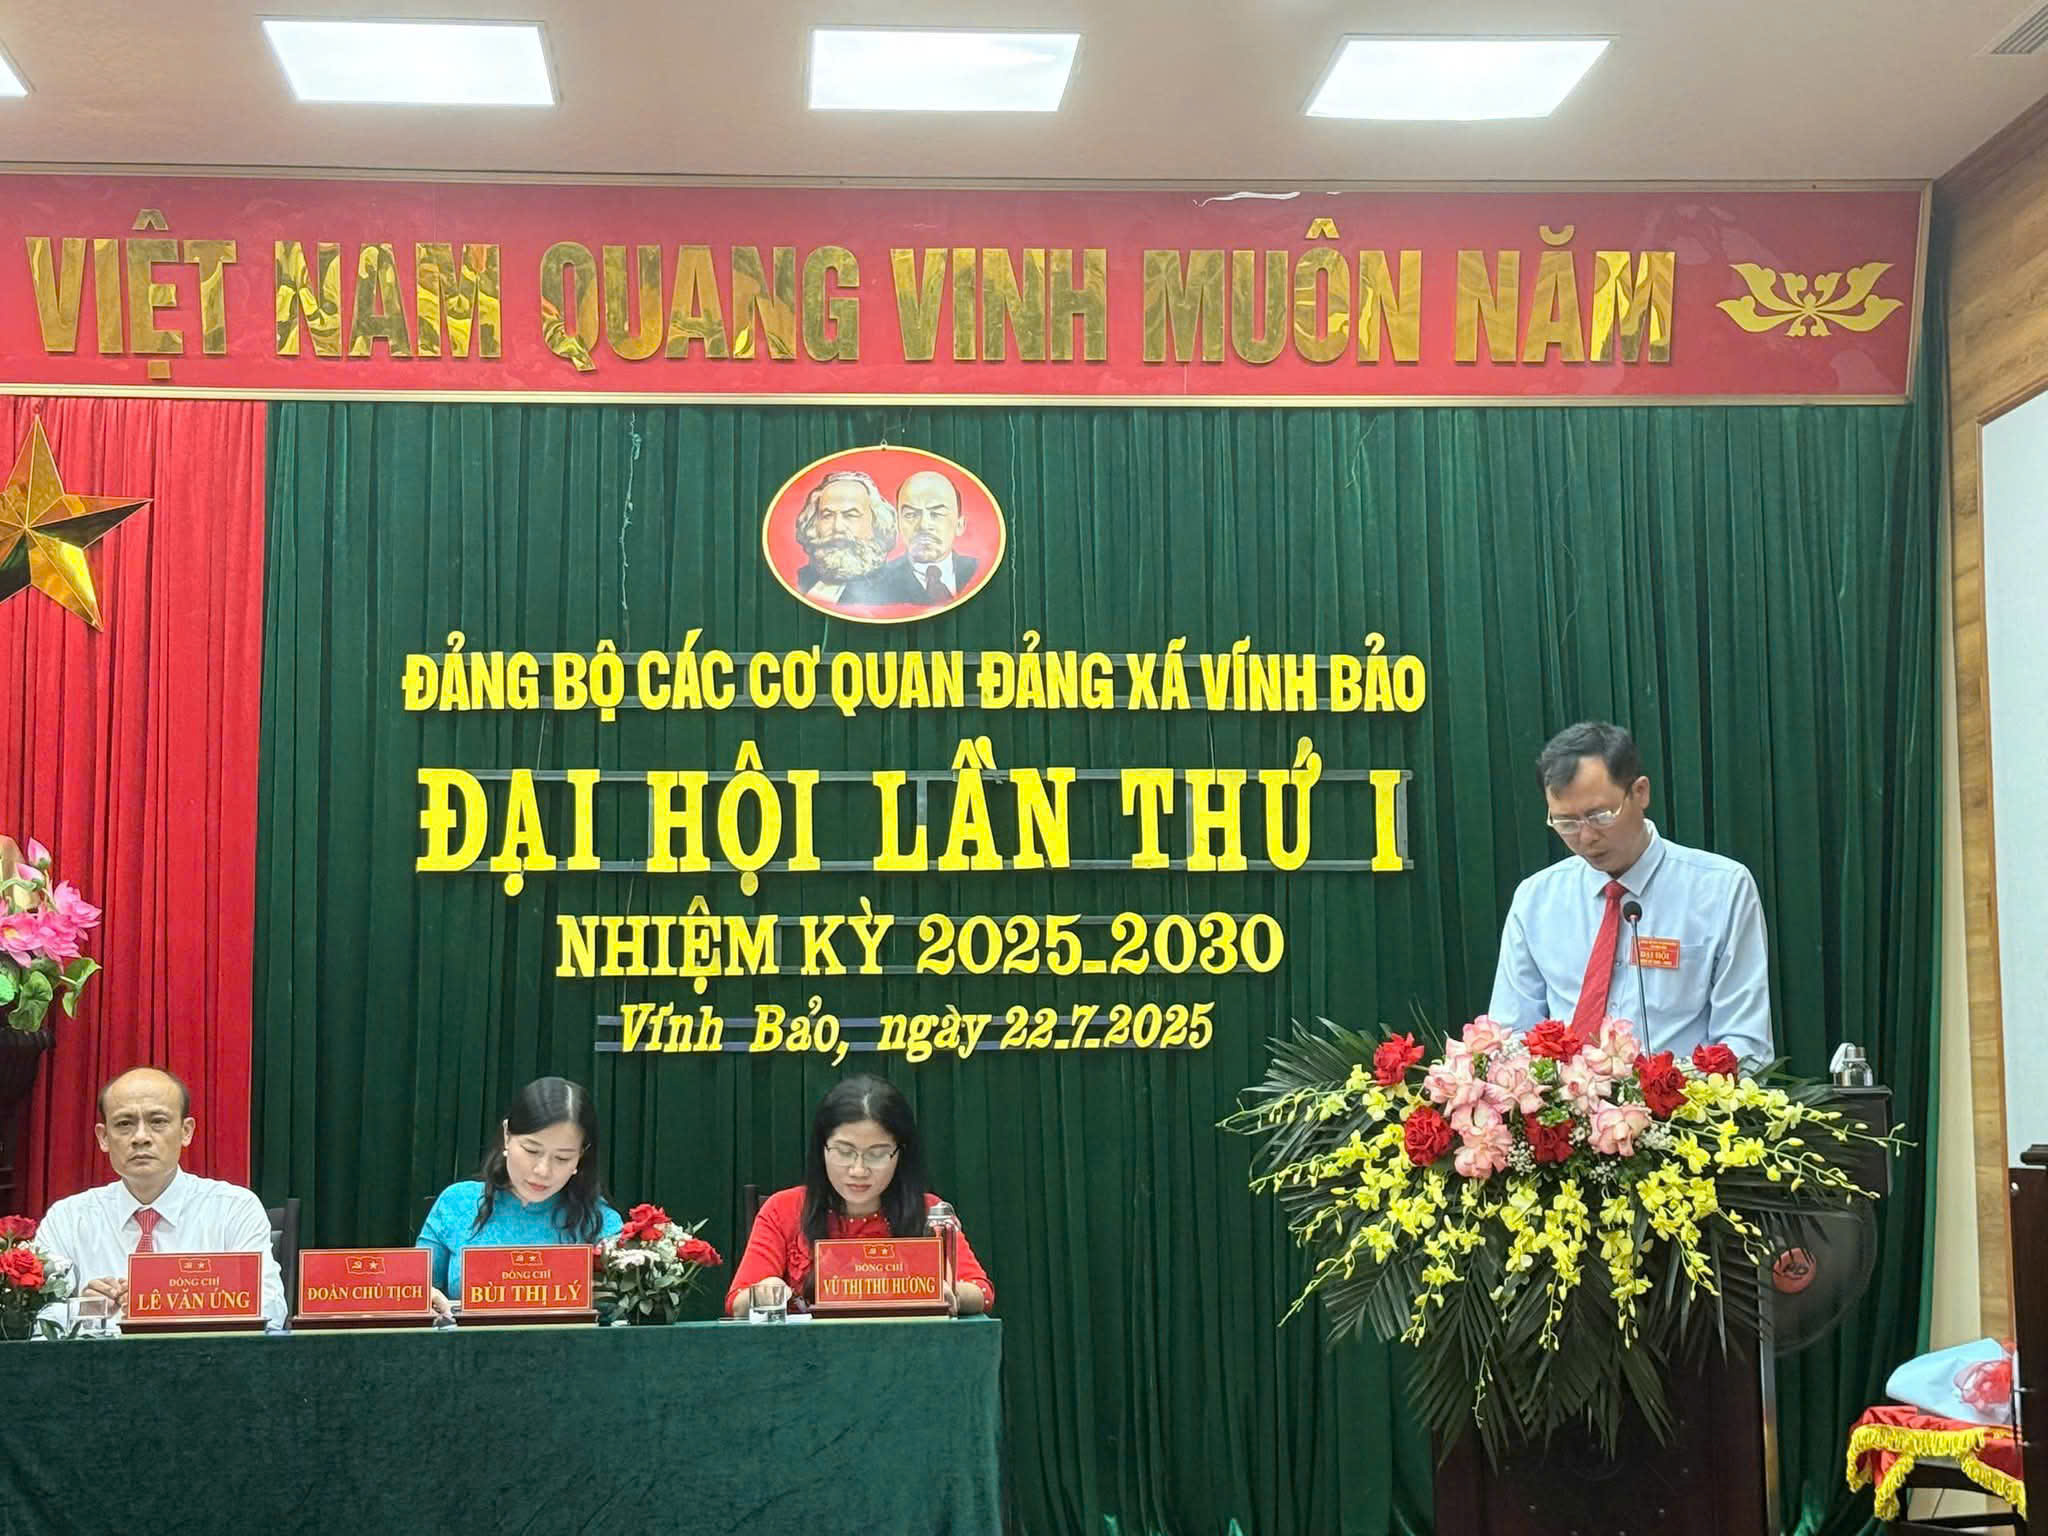 VIỆT NAM QUANG VINH MUÔN NĂM
ĐẢNG BỘ CÁC CƠ QUAN ĐẢNG XÃ VĨNH BẢO
ĐẠI HỘI LẦN THỨ I
NHIỆM KỲ 2025-2030
Vĩnh Bảo, ngày 22-7-2025
ĐẠI HỘI
ĐỒNG CHÍ
LÊ VĂN ỨNG
ĐOÀN CHỦ TỊCH
ĐỒNG CHÍ
BÙI THỊ LÝ
ĐỒNG CHÍ
VŨ THỊ THU HƯƠNG